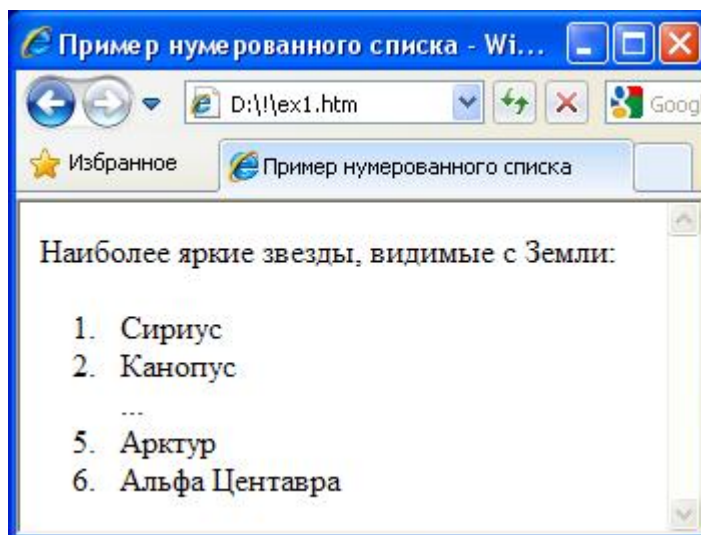 Пример нумерованного списка - Wi...
D:\!\ex1.htm
Goog
Избранное
Пример нумерованного списка
Наиболее яркие звезды, видимые с Земли:
1. Сириус
2. Канопус
...
5. Арктур
6. Альфа Центавра